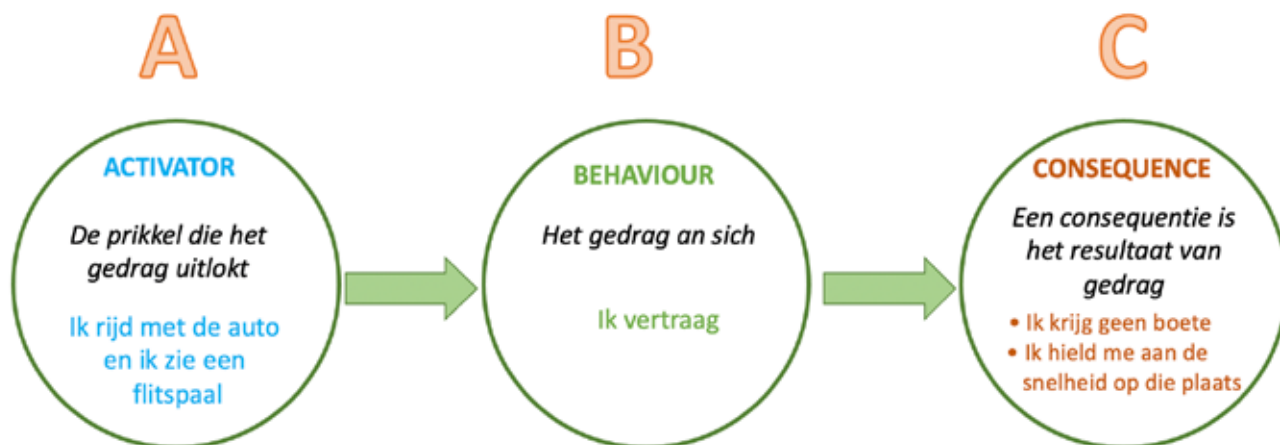 A
B
C
ACTIVATOR
De prikkel die het
gedrag uitlokt
Ik rijd met de auto
en ik zie een
flitspaal
BEHAVIOUR
Het gedrag an sich
Ik vertraag
CONSEQUENCE
Een consequentie is
het resultaat van
gedrag
• Ik krijg geen boete
• Ik hield me aan de
snelheid op die plaats